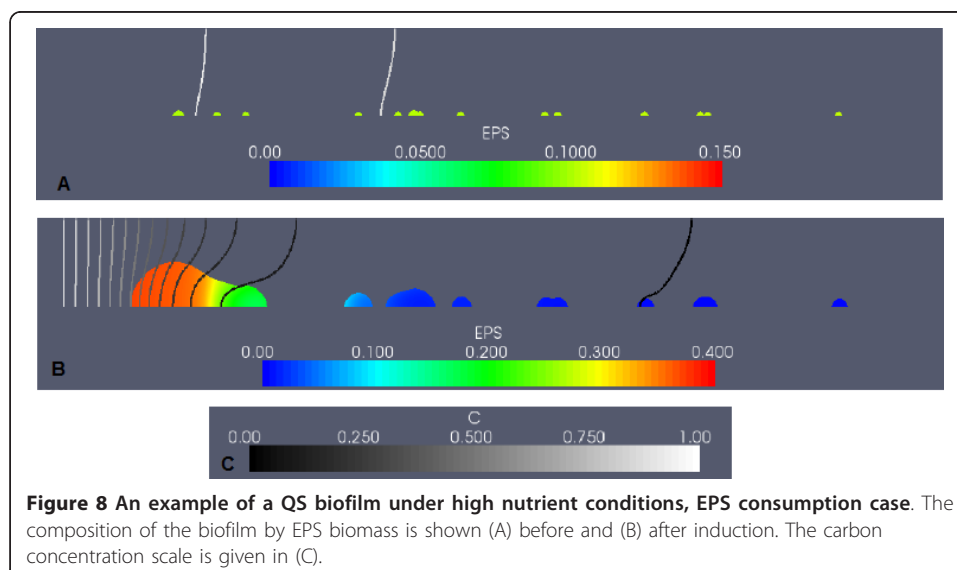 EPS
0.00 0.0500 0.1000 0.150
A
EPS
0.00 0.100 0.200 0.300 0.400
B
C
0.00 0.250 0.500 0.750 1.00
C
Figure 8 An example of a QS biofilm under high nutrient conditions, EPS consumption case. The
composition of the biofilm by EPS biomass is shown (A) before and (B) after induction. The carbon
concentration scale is given in (C).